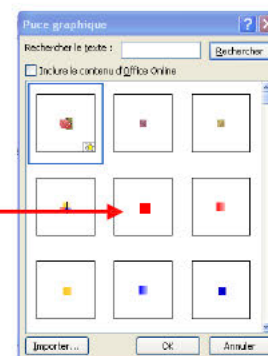 Puce graphique
Rechercher le texte :
Rechercher
Inclure le contenu d'Office Online
Importer...
OK
Annuler